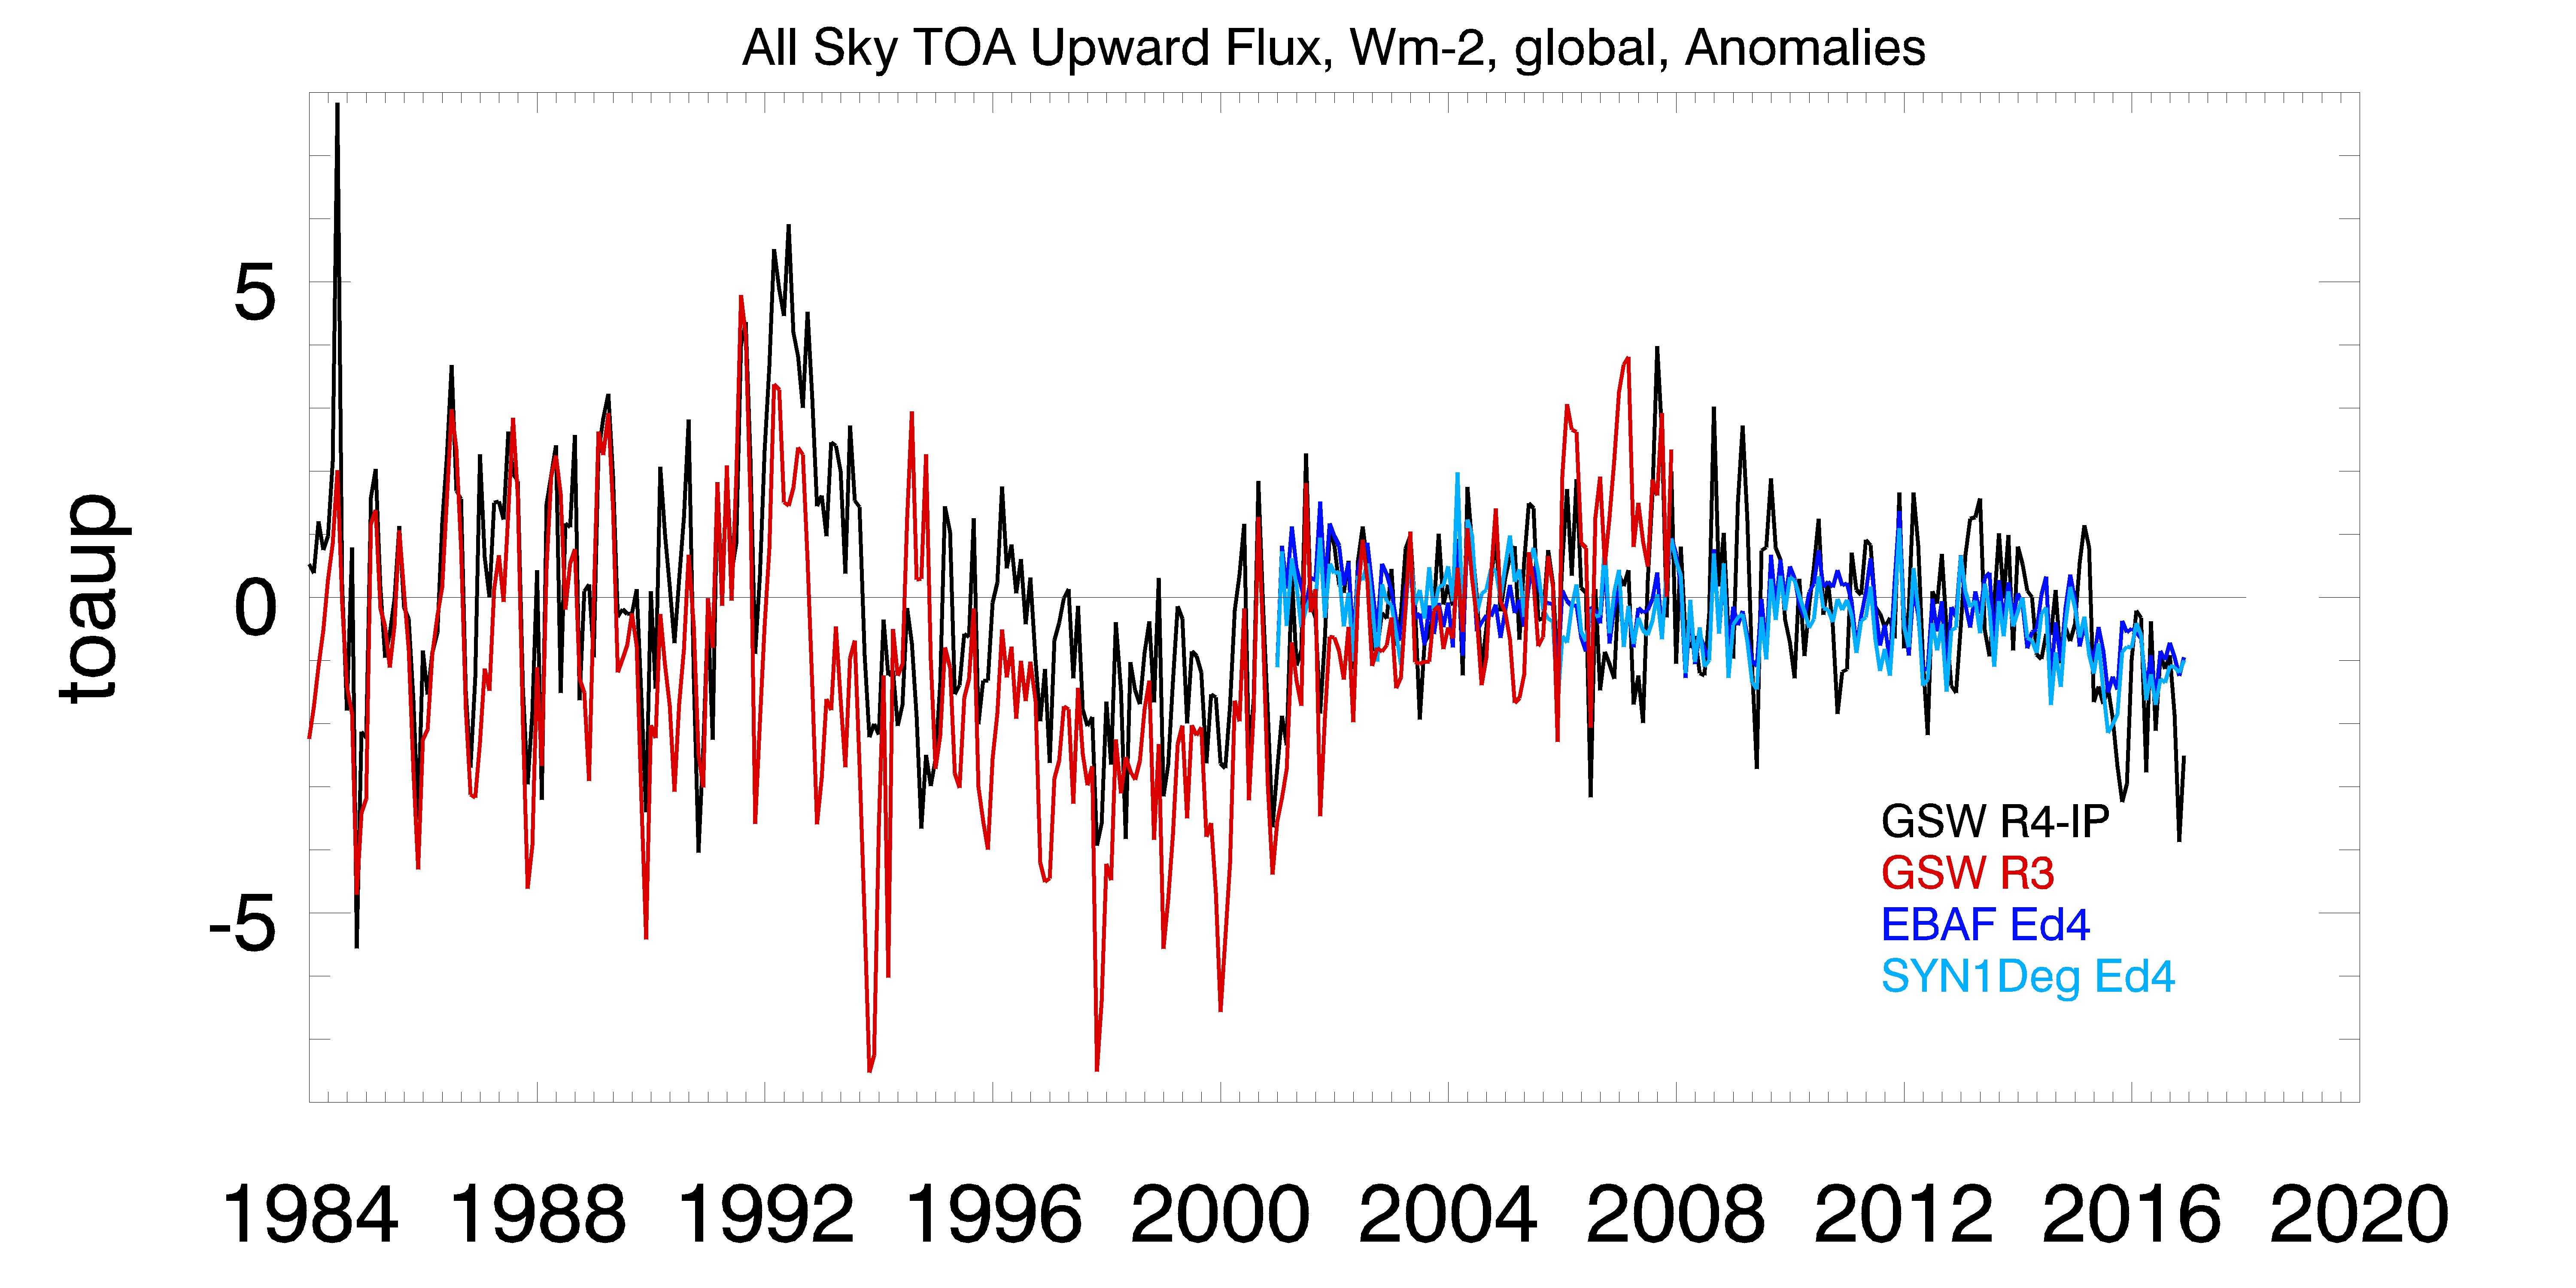 All Sky TOA Upward Flux, Wm-2, global, Anomalies
toaup
5
0
-5
GSW R4-IP
GSW R3
EBAF Ed4
SYN1Deg Ed4
1984 1988 1992 1996 2000 2004 2008 2012 2016 2020